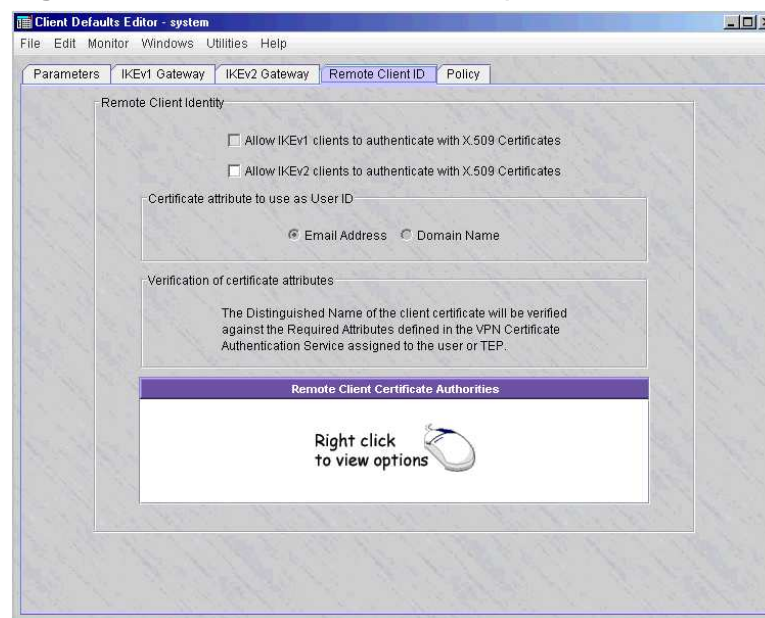 Client Defaults Editor - system
File Edit Monitor Windows Utilities Help
Parameters IKEv1 Gateway IKEv2 Gateway Remote Client ID Policy
Remote Client Identity
Allow IKEv1 clients to authenticate with X.509 Certificates
Allow IKEv2 clients to authenticate with X.509 Certificates
Certificate attribute to use as User ID
Email Address Domain Name
Verification of certificate attributes
The Distinguished Name of the client certificate will be verified
against the Required Attributes defined in the VPN Certificate
Authentication Service assigned to the user or TEP.
Remote Client Certificate Authorities
Right click
to view options